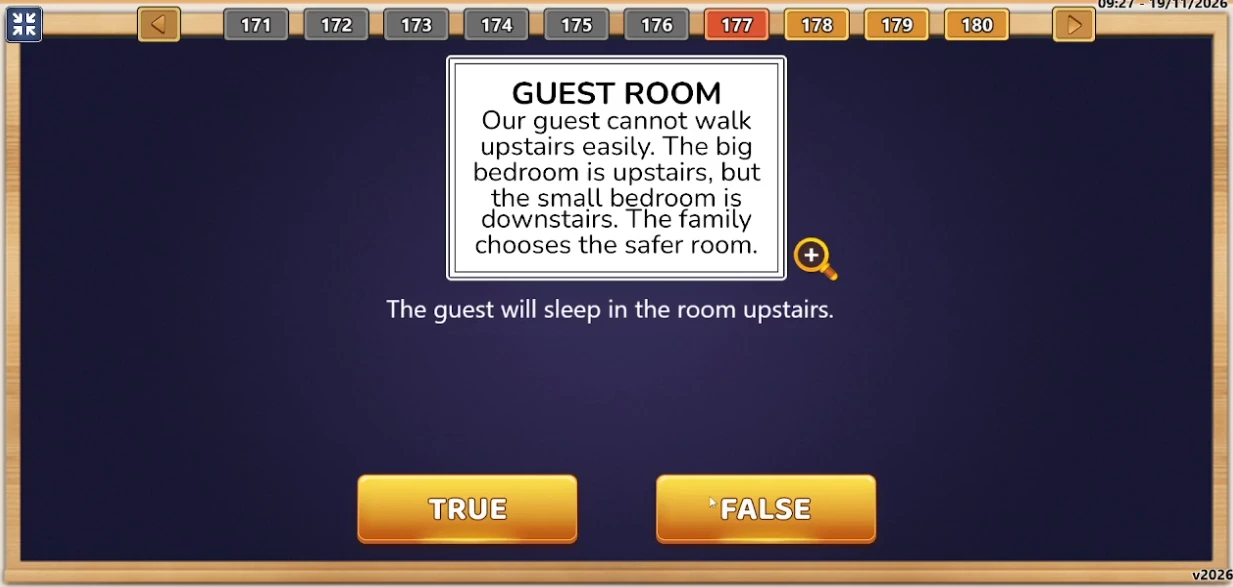 09:27 - 19/11/2026
171 172 173 174 175 176 177 178 179 180
GUEST ROOM
Our guest cannot walk
upstairs easily. The big
bedroom is upstairs, but
the small bedroom is
downstairs. The family
chooses the safer room.
The guest will sleep in the room upstairs.
TRUE FALSE
v2026